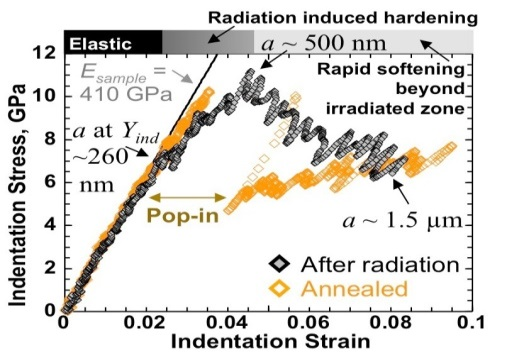 Radiation induced hardening
Elastic
a ~ 500 nm
Rapid softening
beyond
irradiated zone
E sample =
410 GPa
a at Y ind
~260
nm
Pop-in
a ~ 1.5 μm
After radiation
Annealed
Indentation Stress, GPa
12
10
8
6
4
2
0
0 0.02 0.04 0.06 0.08 0.1
Indentation Strain